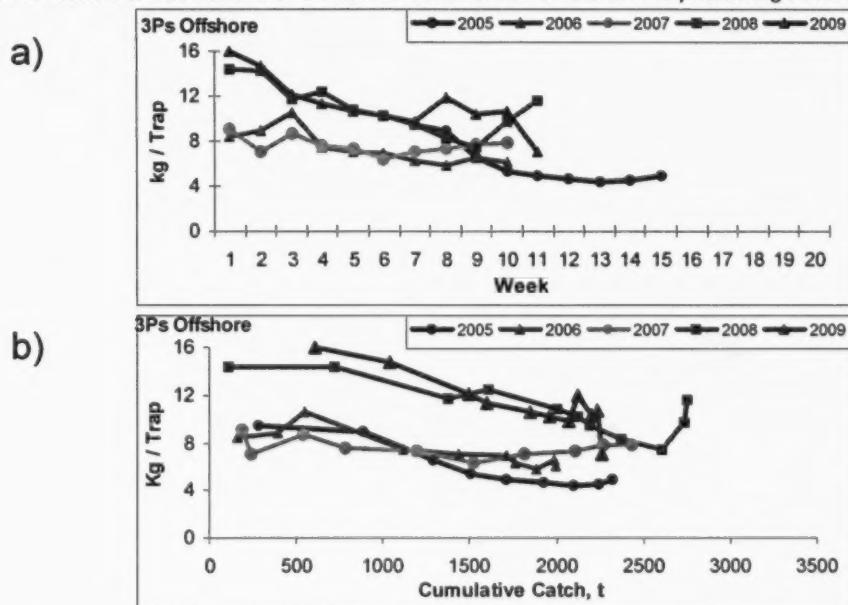 a)
3Ps Offshore
2005 2006 2007 2008 2009
16
12
8
4
0
kg / Trap
1 2 3 4 5 6 7 8 9 10 11 12 13 14 15 16 17 18 19 20
Week
b)
3Ps Offshore
2005 2006 2007 2008 2009
16
12
8
4
0
Kg / Trap
0 500 1000 1500 2000 2500 3000 3500
Cumulative Catch, t